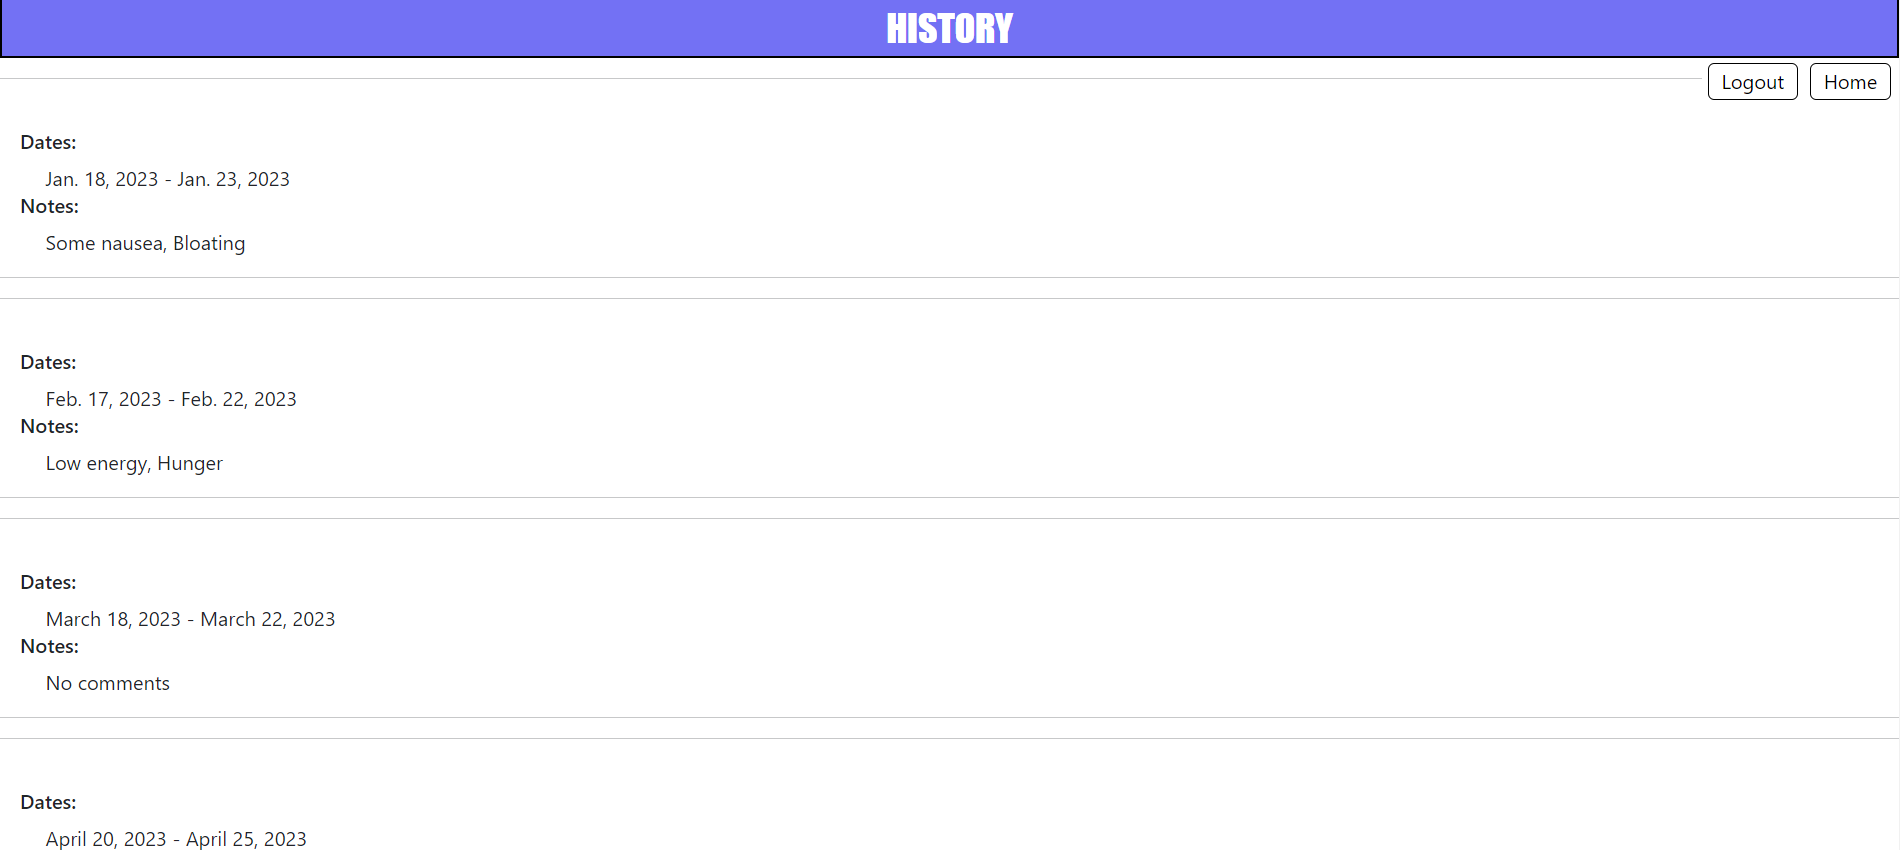 HISTORY
Logout Home
Dates:
Jan. 18, 2023 - Jan. 23, 2023
Notes:
Some nausea, Bloating
Dates:
Feb. 17, 2023 - Feb. 22, 2023
Notes:
Low energy, Hunger
Dates:
March 18, 2023 - March 22, 2023
Notes:
No comments
Dates:
April 20, 2023 - April 25, 2023